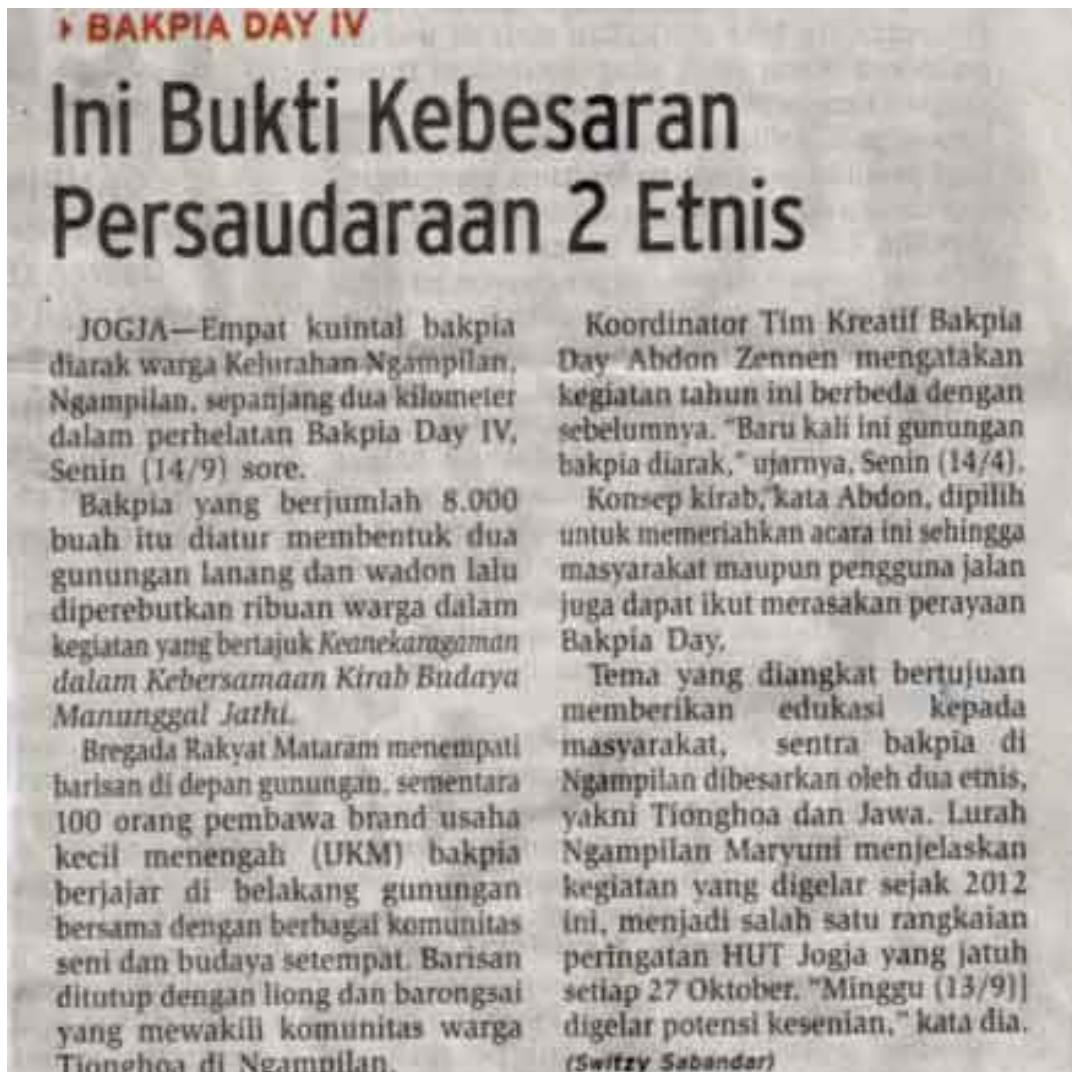 BAKPIA DAY IV
Ini Bukti Kebesaran
Persaudaraan 2 Etnis
JOGJA—Empat kuintal bakpia
diarak warga Kelurahan Ngampilan,
Ngampilan, sepanjang dua kilometer
dalam perhelatan Bakpia Day IV,
Senin (14/9) sore.
Bakpia yang berjumlah 8.000
buah itu diatur membentuk dua
gunungan lanang dan wadon lalu
diperebutkan ribuan warga dalam
kegiatan yang bertajuk Keanekaragaman
dalam Kebersamaan Kirab Budaya
Manunggal Jathi.
Bregada Rakyat Mataram menempati
barisan di depan gunungan, sementara
100 orang pembawa brand usaha
kecil menengah (UKM) bakpia
berjajar di belakang gunungan
bersama dengan berbagai komunitas
seni dan budaya setempat. Barisan
ditutup dengan liong dan barongsai
yang mewakili komunitas warga
Tionghoa di Ngampilan.
Koordinator Tim Kreatif Bakpia
Day Abdon Zennen mengatakan
kegiatan tahun ini berbeda dengan
sebelumnya. "Baru kali ini gunungan
bakpia diarak," ujarnya, Senin (14/4).
Konsep kirab, kata Abdon, dipilih
untuk memeriahkan acara ini sehingga
masyarakat maupun pengguna jalan
juga dapat ikut merasakan perayaan
Bakpia Day.
Tema yang diangkat bertujuan
memberikan edukasi kepada
masyarakat, sentra bakpia di
Ngampilan dibesarkan oleh dua etnis,
yakni Tionghoa dan Jawa. Lurah
Ngampilan Maryuni menjelaskan
kegiatan yang digelar sejak 2012
ini, menjadi salah satu rangkaian
peringatan HUT Jogja yang jatuh
setiap 27 Oktober. "Minggu (13/9)]
digelar potensi kesenian," kata dia.
(Switzy Sabandar)